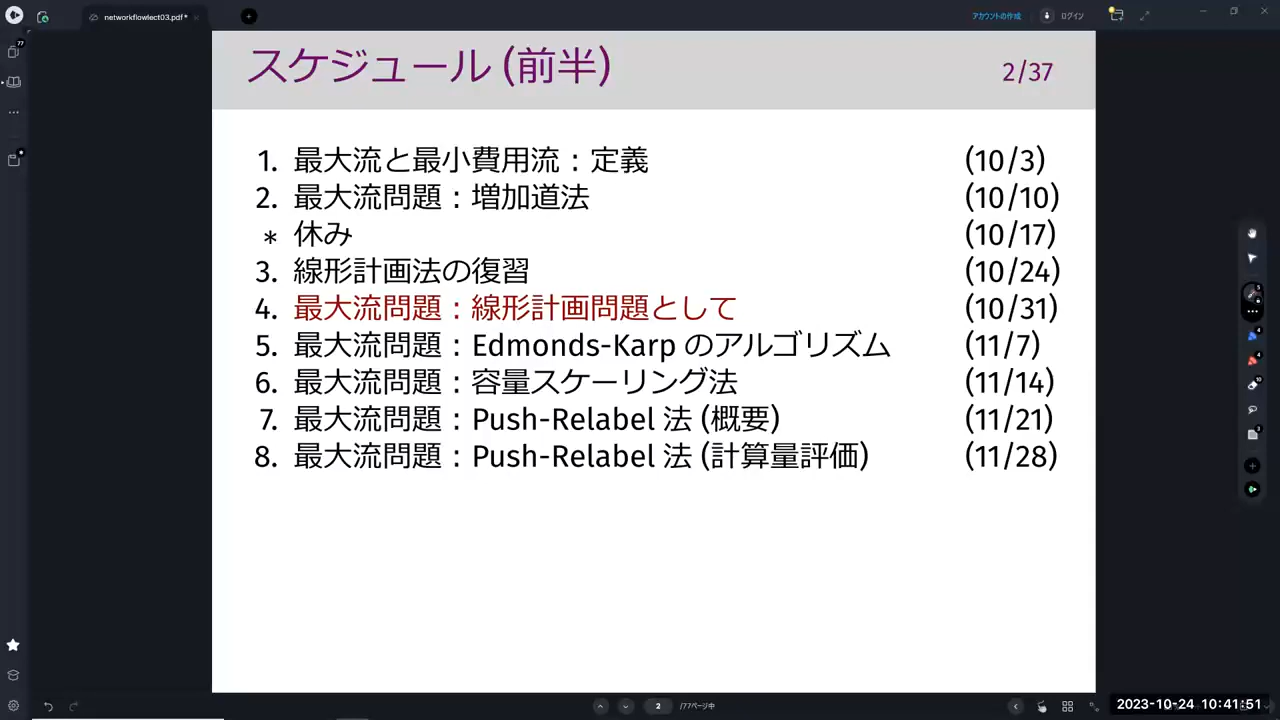 networkflowlect03.pdf *
アカウントの作成
ログイン
スケジュール (前半)
2/37
1. 最大流と最小費用流：定義 (10/3)
2. 最大流問題：増加道法 (10/10)
* 休み (10/17)
3. 線形計画法の復習 (10/24)
4. 最大流問題：線形計画問題として (10/31)
5. 最大流問題：Edmonds-Karp のアルゴリズム (11/7)
6. 最大流問題：容量スケーリング法 (11/14)
7. 最大流問題：Push-Relabel 法 (概要) (11/21)
8. 最大流問題：Push-Relabel 法 (計算量評価) (11/28)
2 /77ページ中
2023-10-24 10:41:51